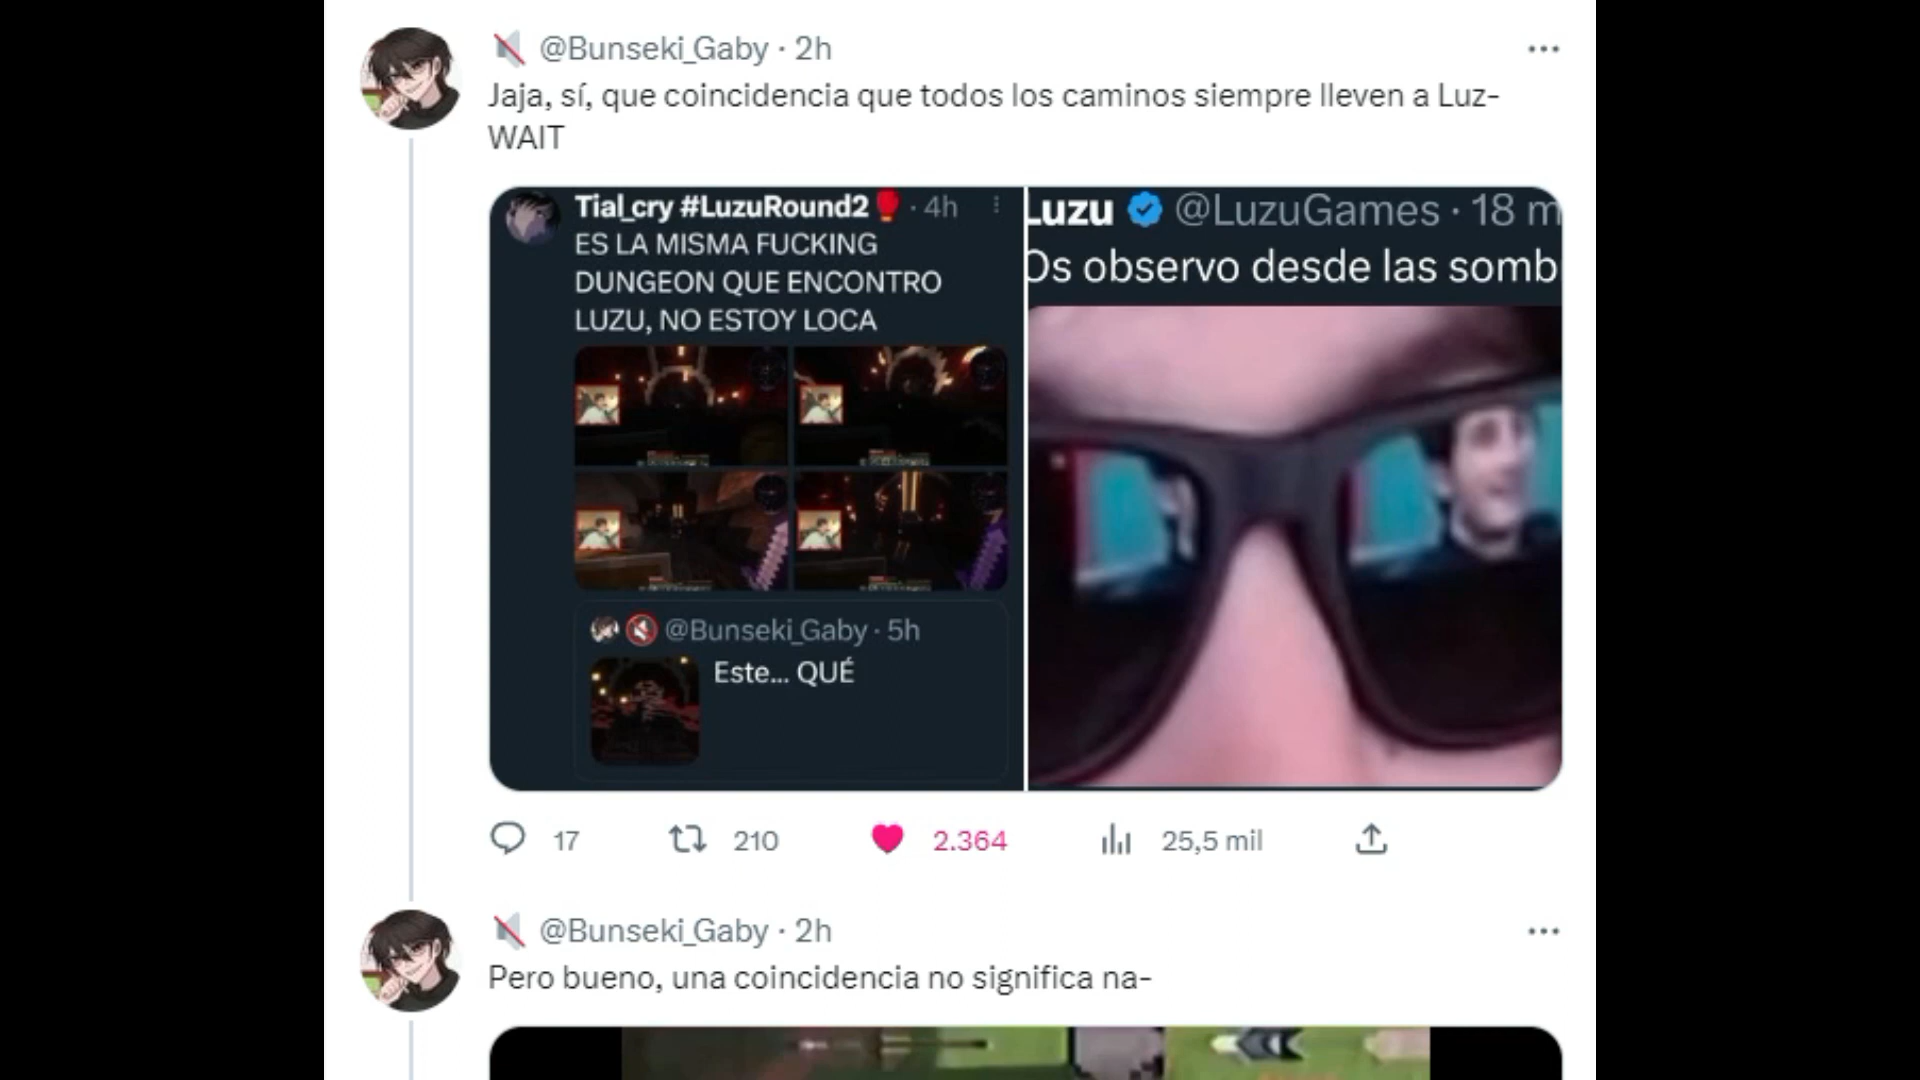 @Bunseki_Gaby · 2h
Jaja, sí, que coincidencia que todos los caminos siempre lleven a Luz-
WAIT
Tial_cry #LuzuRound2 · 4h
ES LA MISMA FUCKING
DUNGEON QUE ENCONTRO
LUZU, NO ESTOY LOCA
@Bunseki_Gaby · 5h
Este... QUÉ
Luzu @LuzuGames · 18 m
Os observo desde las somb
17 210 2.364 25,5 mil
@Bunseki_Gaby · 2h
Pero bueno, una coincidencia no significa na-